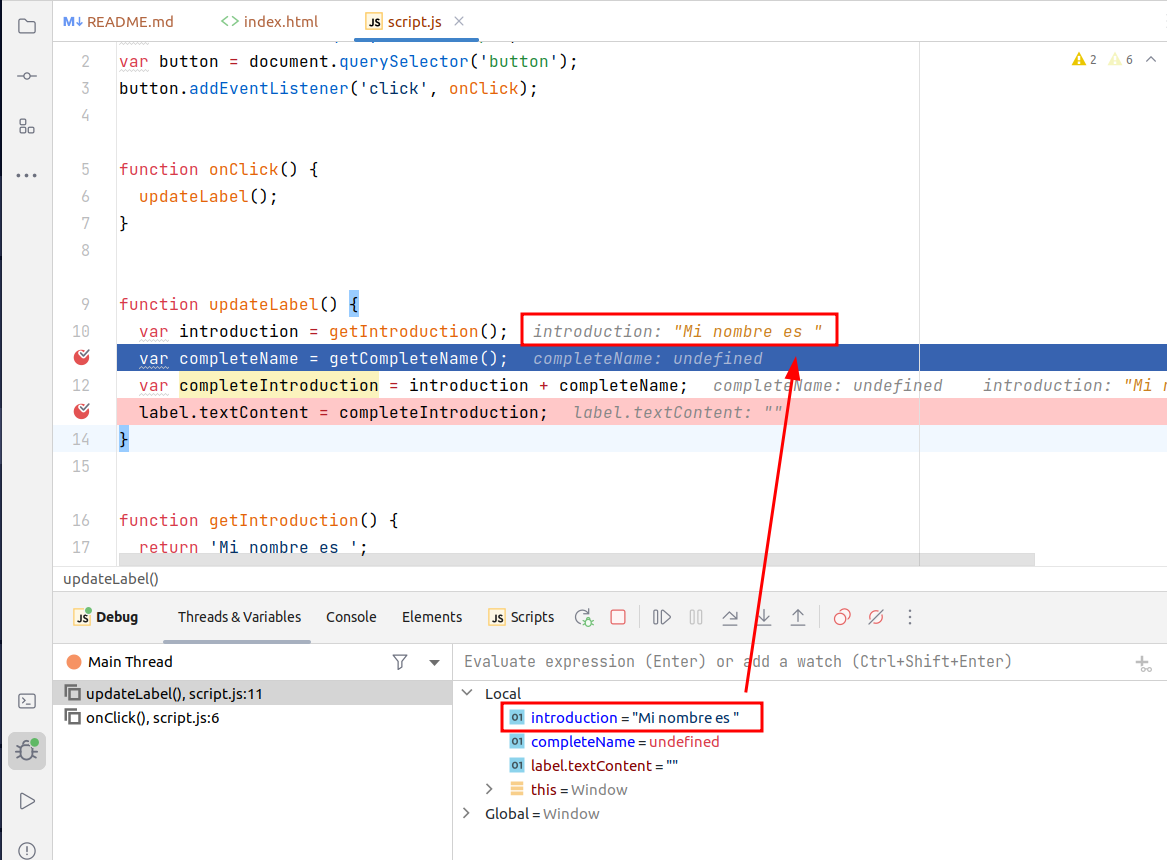 M↓ README.md <> index.html JS script.js
2 var button = document.querySelector('button');
2 6
3 button.addEventListener('click', onClick);
4
5 function onClick() {
6 updateLabel();
7 }
8
9 function updateLabel() {
10 var introduction = getIntroduction(); introduction: "Mi nombre es "
var completeName = getCompleteName(); completeName: undefined
12 var completeIntroduction = introduction + completeName; completeName: undefined introduction: "Mi n
label.textContent = completeIntroduction; label.textContent: ""
14 }
15
16 function getIntroduction() {
17 return 'Mi nombre es ';
updateLabel()
JS Debug Threads & Variables Console Elements JS Scripts
Main Thread
Evaluate expression (Enter) or add a watch (Ctrl+Shift+Enter)
updateLabel(), script.js:11
onClick(), script.js:6
Local
01 introduction = "Mi nombre es "
01 completeName = undefined
01 label.textContent = ""
this = Window
Global = Window